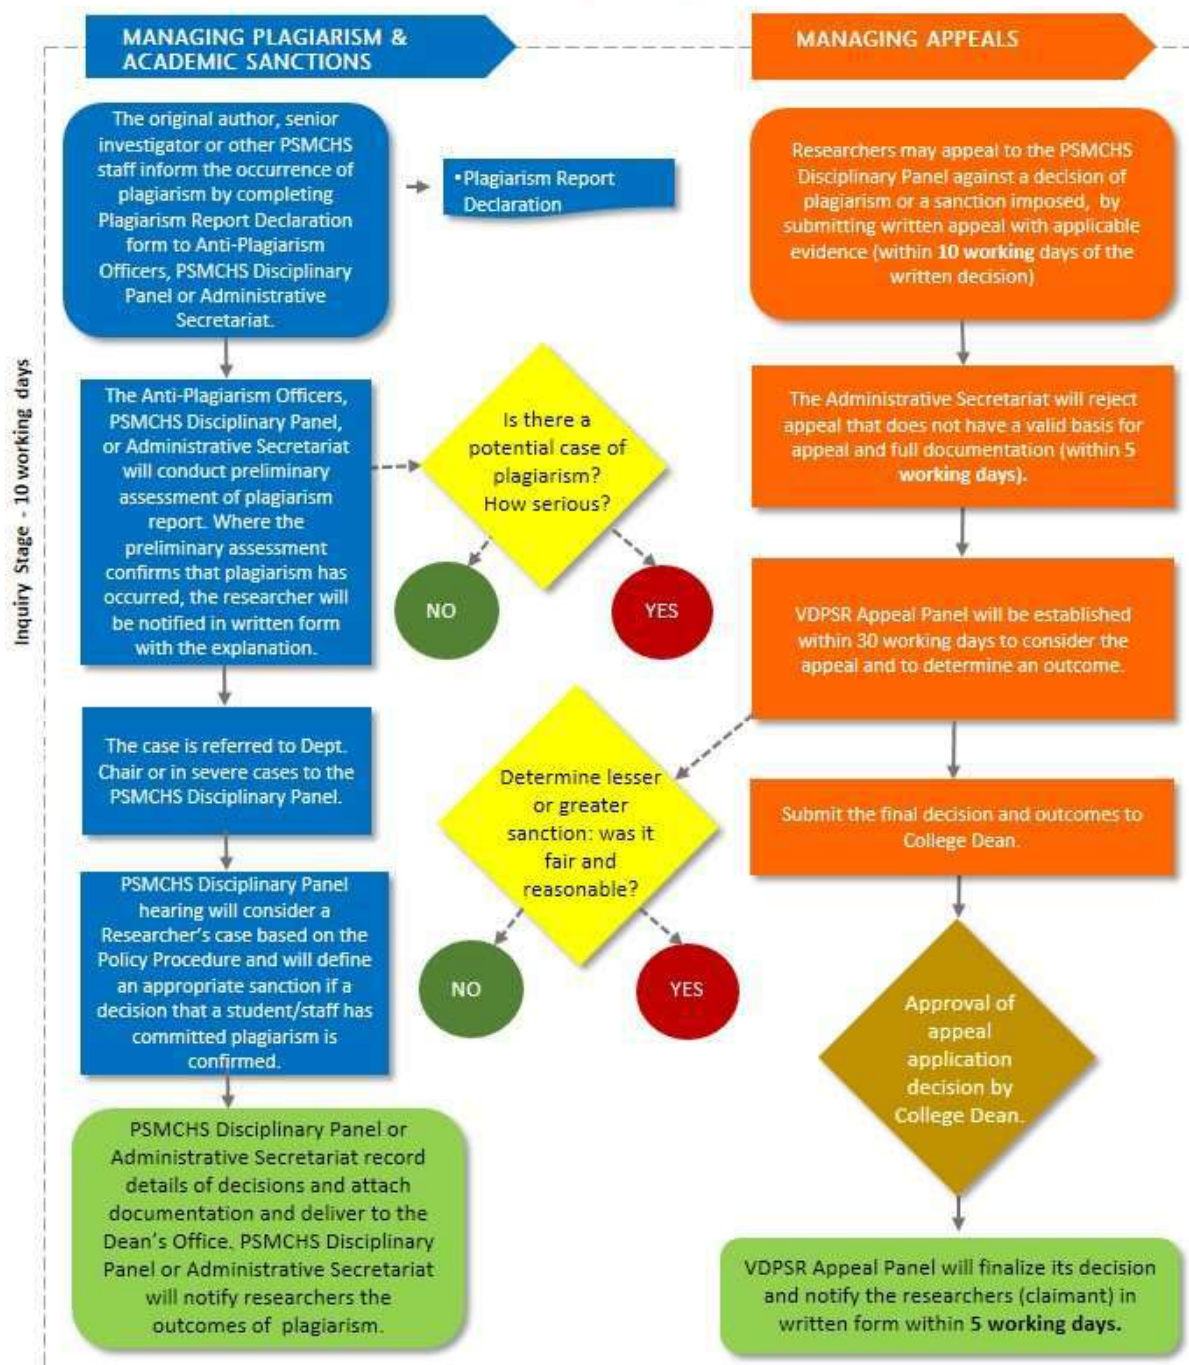 MANAGING PLAGIARISM &
ACADEMIC SANCTIONS
The original author, senior
investigator or other PSMCHS
staff inform the occurrence of
plagiarism by completing
Plagiarism Report Declaration
form to Anti-Plagiarism
Officers, PSMCHS Disciplinary
Panel or Administrative
Secretariat.
•Plagiarism Report
Declaration
Inquiry Stage - 10 working days
The Anti-Plagiarism Officers,
PSMCHS Disciplinary Panel,
or Administrative Secretariat
will conduct preliminary
assessment of plagiarism
report. Where the
preliminary assessment
confirms that plagiarism has
occurred, the researcher will
be notified in written form
with the explanation.
Is there a
potential case of
plagiarism?
How serious?
NO
YES
The case is referred to Dept.
Chair or in severe cases to the
PSMCHS Disciplinary Panel.
PSMCHS Disciplinary Panel
hearing will consider a
Researcher's case based on the
Policy Procedure and will define
an appropriate sanction if a
decision that a student/staff has
committed plagiarism is
confirmed.
PSMCHS Disciplinary Panel or
Administrative Secretariat record
details of decisions and attach
documentation and deliver to the
Dean's Office. PSMCHS Disciplinary
Panel or Administrative Secretariat
will notify researchers the
outcomes of plagiarism.
MANAGING APPEALS
Researchers may appeal to the PSMCHS
Disciplinary Panel against a decision of
plagiarism or a sanction imposed, by
submitting written appeal with applicable
evidence (within 10 working days of the
written decision)
The Administrative Secretariat will reject
appeal that does not have a valid basis for
appeal and full documentation (within 5
working days).
VDPSR Appeal Panel will be established
within 30 working days to consider the
appeal and to determine an outcome.
Determine lesser
or greater
sanction: was it
fair and
reasonable?
NO
YES
Submit the final decision and outcomes to
College Dean.
Approval of
appeal
application
decision by
College Dean.
VDPSR Appeal Panel will finalize its decision
and notify the researchers (claimant) in
written form within 5 working days.